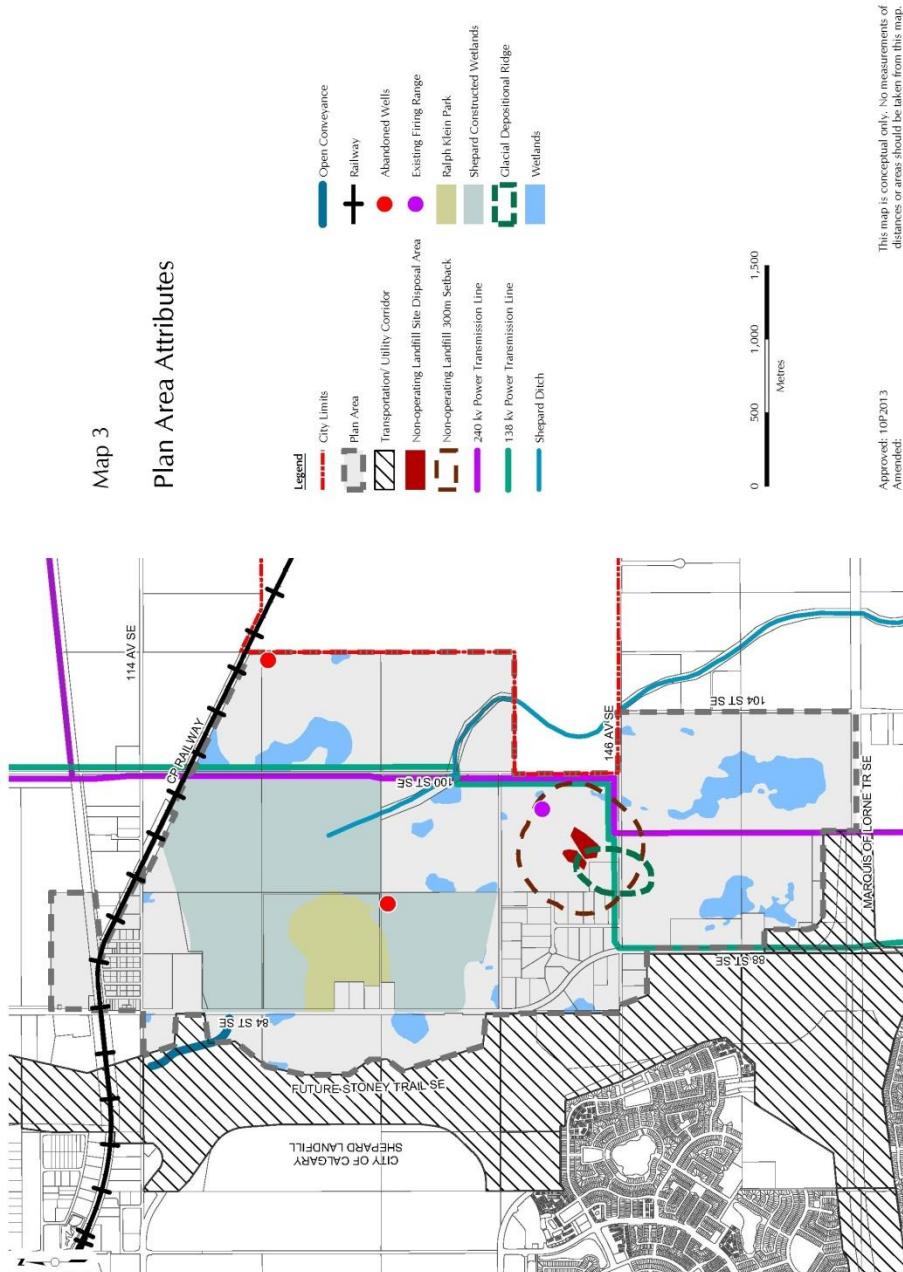 Map 3
Plan Area Attributes
Legend
City Limits
Plan Area
Transportation/ Utility Corridor
Non-operating Landfill Site Disposal Area
Non-operating Landfill 300m Setback
240 kv Power Transmission Line
138 kv Power Transmission Line
Shepard Ditch
Open Conveyance
Railway
Abandoned Wells
Existing Firing Range
Ralph Klein Park
Shepard Constructed Wetlands
Glacial Depositional Ridge
Wetlands
0 500 1,000 1,500
Metres
Approved: 10P2013
Amended:
This map is conceptual only. No measurements of
distances or areas should be taken from this map.
114 AV SE
CP RAILWAY
100 ST SE
84 ST SE
FUTURE STONEY TRAIL SE
CITY OF CALGARY
SHEPARD LANDFILL
146 AV SE
104 ST SE
88 ST SE
MARQUIS OF LORNE TR SE
N